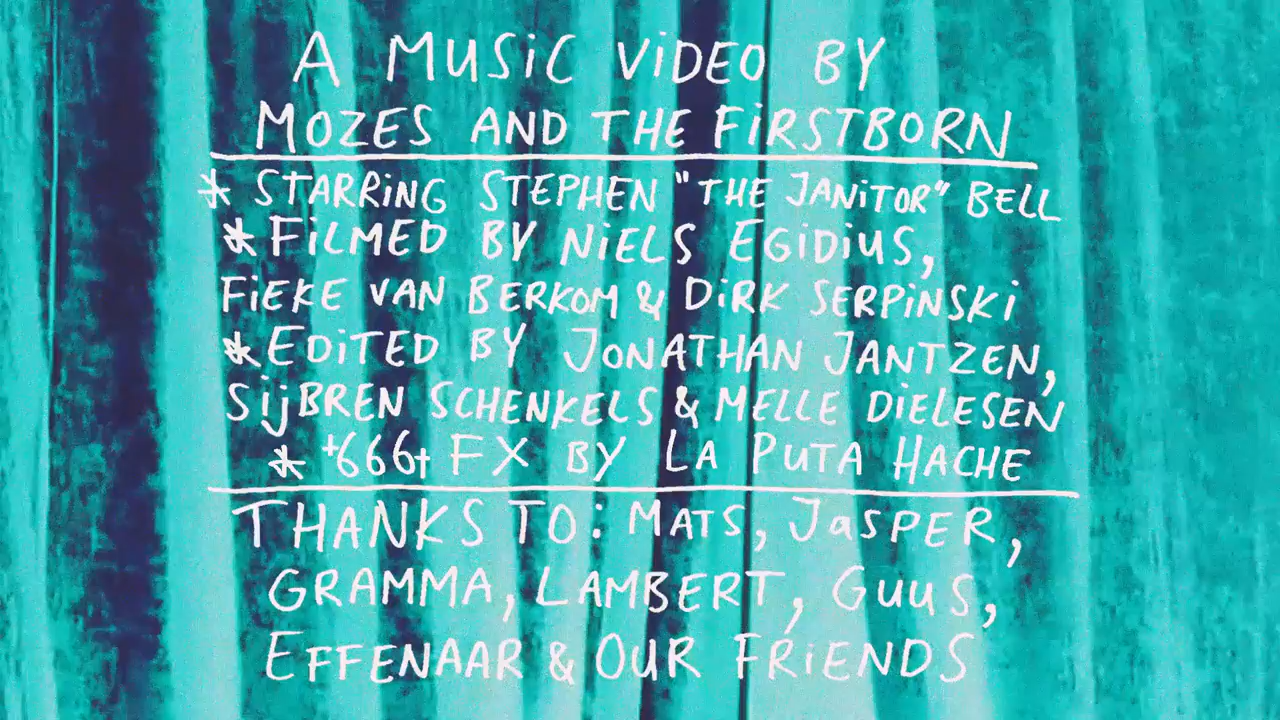 A MUSiC ViDEO BY
MOZES AND THE FiRSTBORN
* STARRiNG STEPHEN "THE JANiTOR" BELL
* FiLMED BY NiELS EGiDiUS,
FiEKE VAN BERKOM & DiRK SERPiNSKi
* EDiTED BY JONATHAN JANTZEN,
SijBREN SCHENKELS & MELLE DiELESEN
* +666+ FX BY LA PUTA HACHE
THANKS TO: MATS, JaSPER,
GRAMMA, LAMBERT, GUUS,
EFFENAAR & OUR FRiENDS